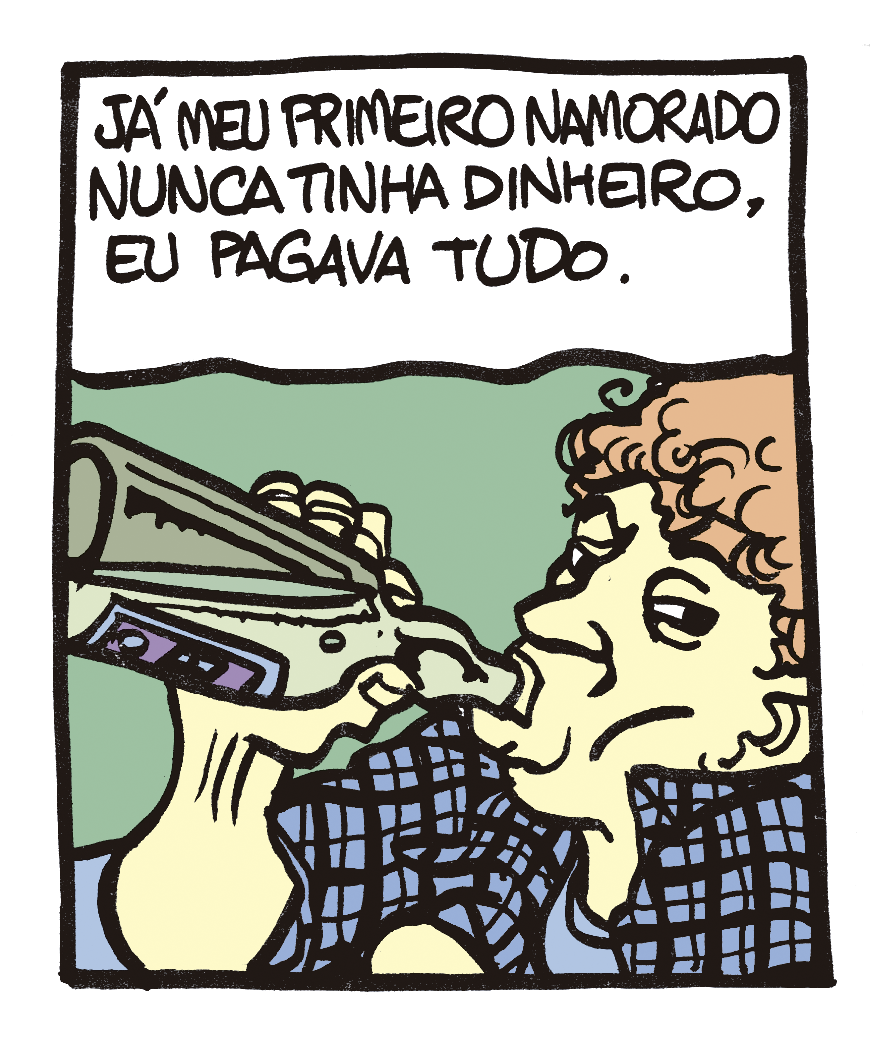 JÁ MEU PRIMEIRO NAMORADO
NUNCA TINHA DINHEIRO,
EU PAGAVA TUDO.